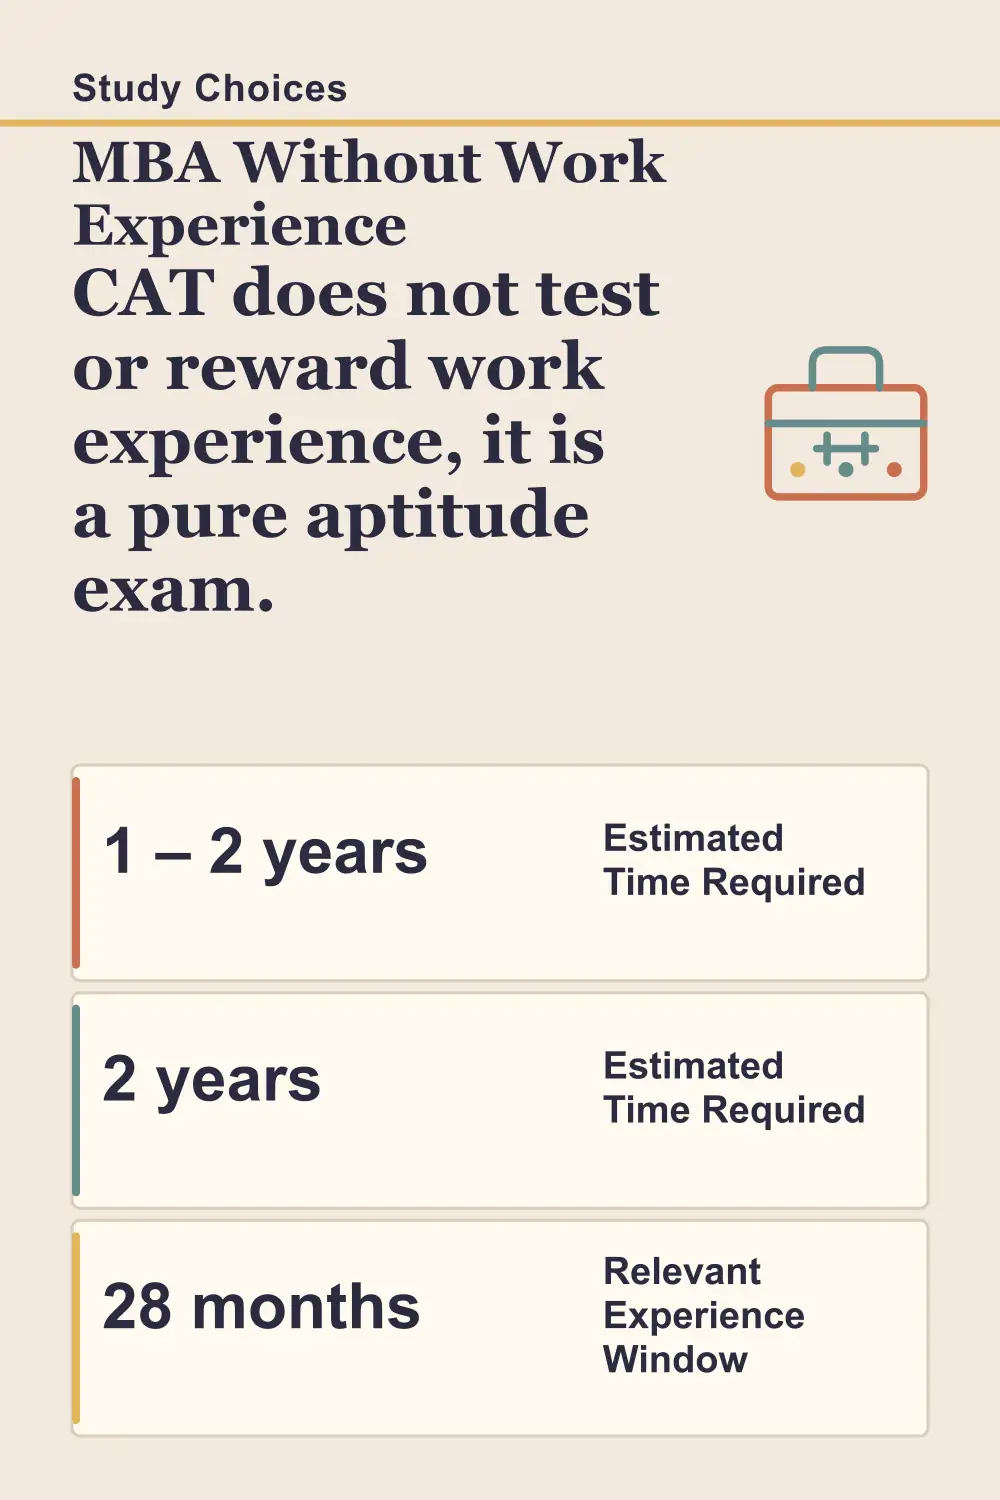 Study Choices
MBA Without Work
Experience
CAT does not test
or reward work
experience, it is
a pure aptitude
exam.
1 – 2 years
Estimated
Time Required
2 years
Estimated
Time Required
28 months
Relevant
Experience
Window